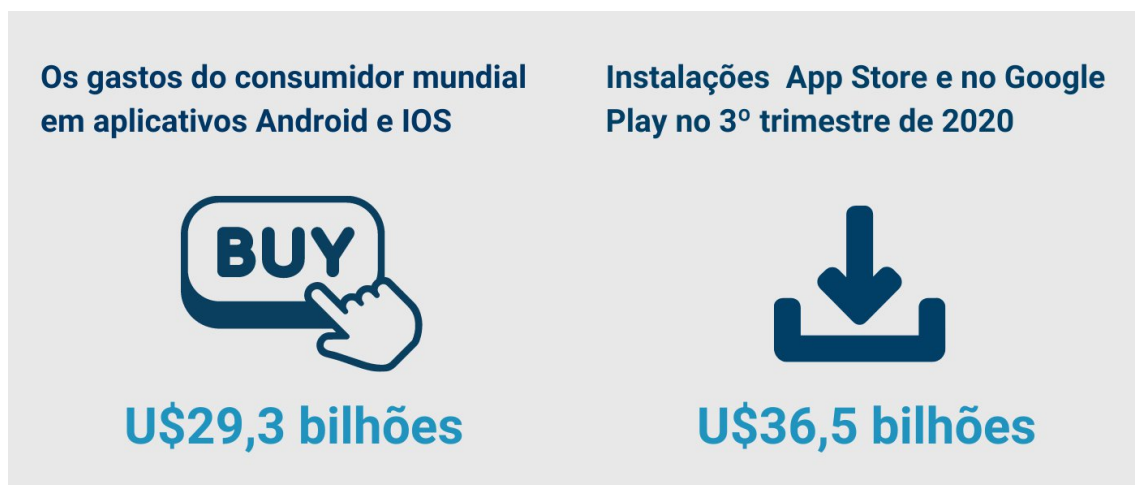 Os gastos do consumidor mundial
em aplicativos Android e IOS
BUY
U$29,3 bilhões
Instalações App Store e no Google
Play no 3º trimestre de 2020
U$36,5 bilhões